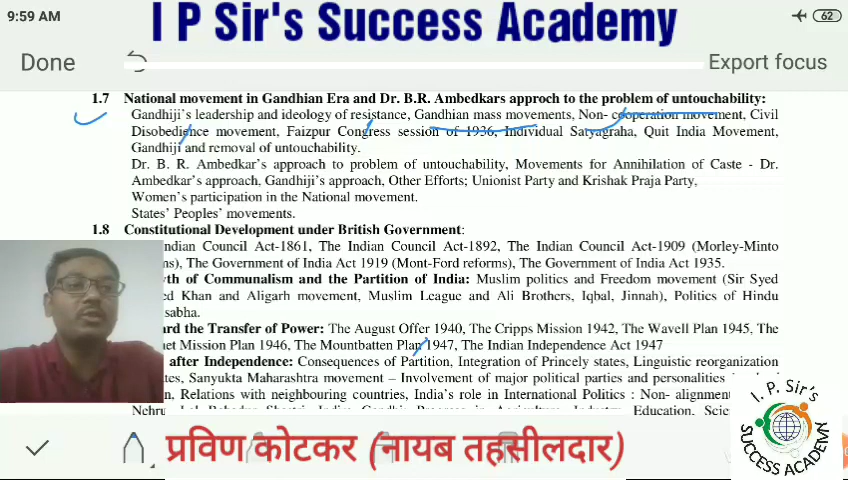 9:59 AM
62
I P Sir's Success Academy
Done
Export focus
1.7 National movement in Gandhian Era and Dr. B.R. Ambedkars approch to the problem of untouchability:
Gandhiji's leadership and ideology of resistance, Gandhian mass movements, Non- cooperation movement, Civil
Disobedience movement, Faizpur Congress session of 1936, Individual Satyagraha, Quit India Movement,
Gandhiji and removal of untouchability.
Dr. B. R. Ambedkar's approach to problem of untouchability, Movements for Annihilation of Caste - Dr.
Ambedkar's approach, Gandhiji's approach, Other Efforts; Unionist Party and Krishak Praja Party,
Women's participation in the National movement.
States' Peoples' movements.
1.8 Constitutional Development under British Government:
Indian Council Act-1861, The Indian Council Act-1892, The Indian Council Act-1909 (Morley-Minto
s), The Government of India Act 1919 (Mont-Ford reforms), The Government of India Act 1935.
th of Communalism and the Partition of India: Muslim politics and Freedom movement (Sir Syed
Khan and Aligarh movement, Muslim League and Ali Brothers, Iqbal, Jinnah), Politics of Hindu
sabha.
ard the Transfer of Power: The August Offer 1940, The Cripps Mission 1942, The Wavell Plan 1945, The
et Mission Plan 1946, The Mountbatten Plan 1947, The Indian Independence Act 1947
after Independence: Consequences of Partition, Integration of Princely states, Linguistic reorganization
Sanyukta Maharashtra movement – Involvement of major political parties and personalities
Relations with neighbouring countries, India's role in International Politics : Non- alignment
Education,
प्रविण कोटकर (नायब तहसीलदार)
I. P. Sir's
SUCCESS ACADEMY